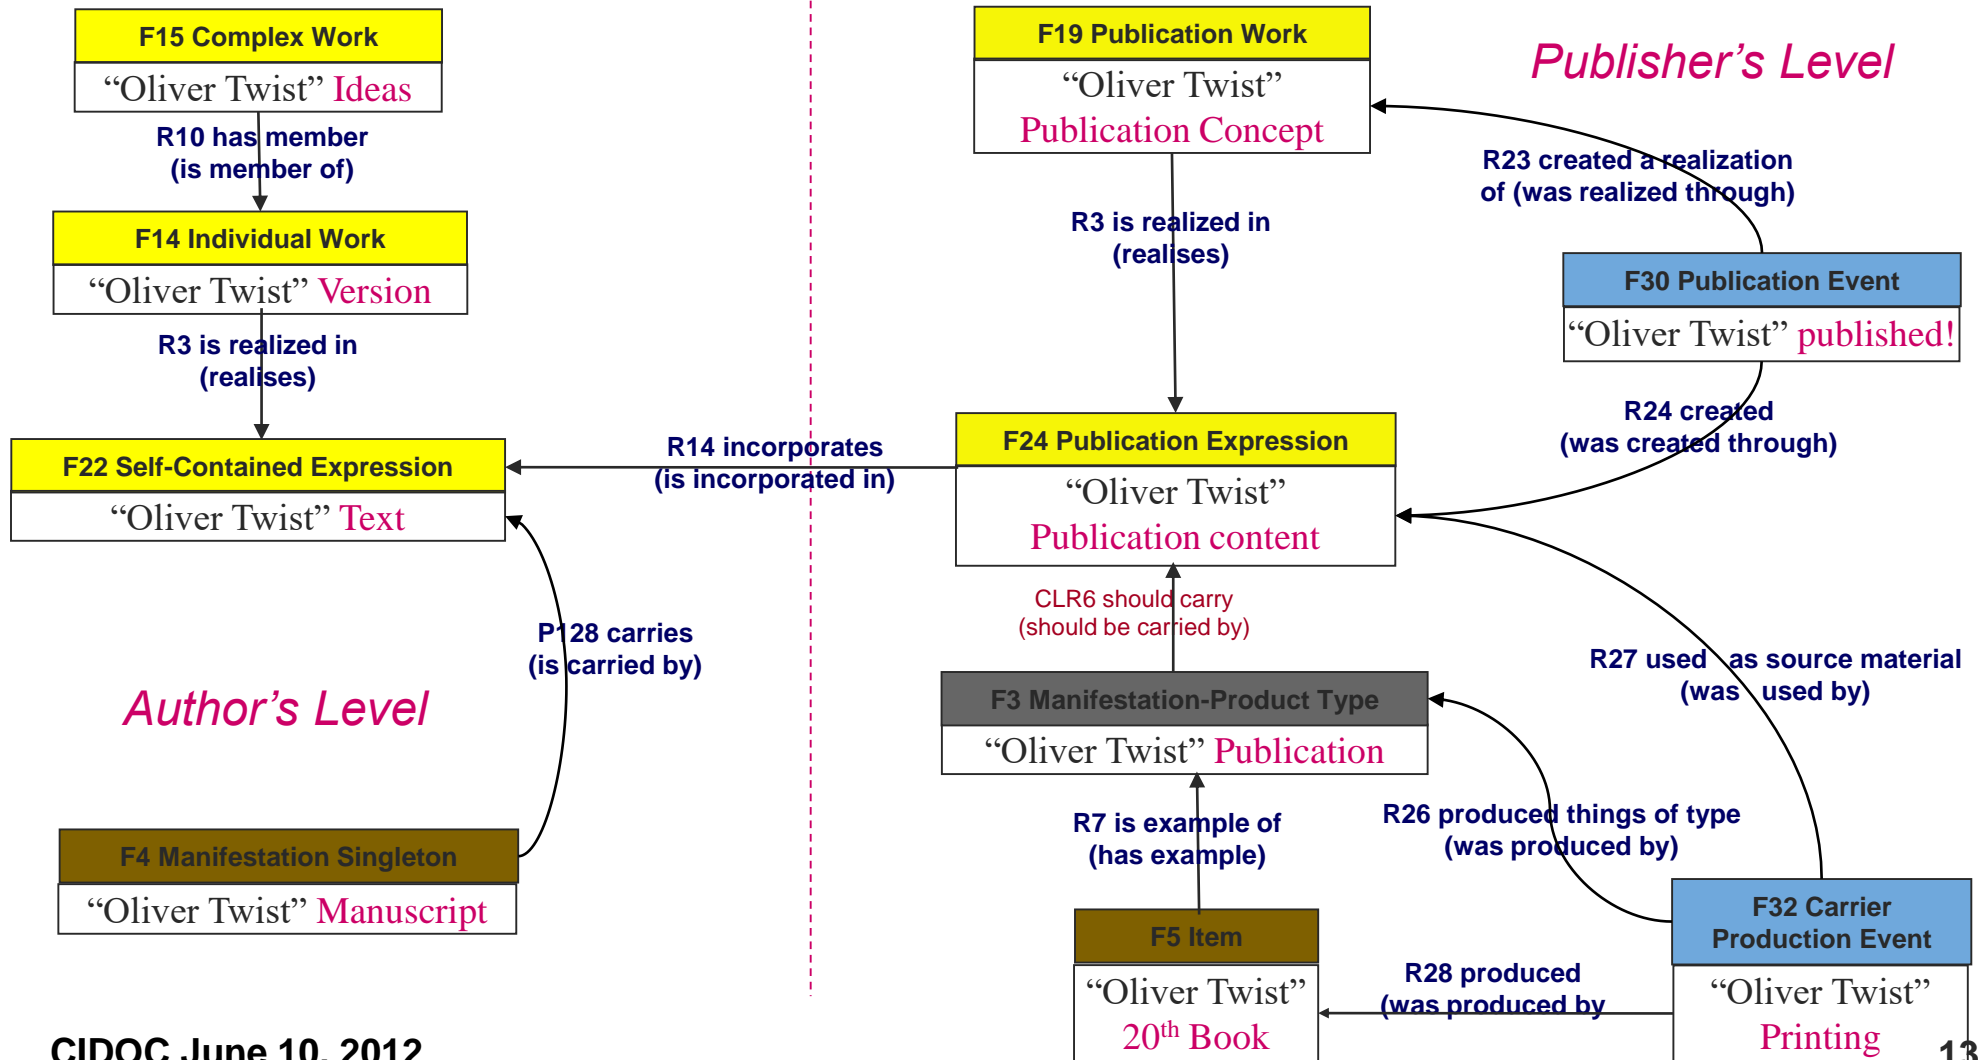 F15 Complex Work
“Oliver Twist” Ideas
R10 has member
(is member of)
F14 Individual Work
“Oliver Twist” Version
R3 is realized in
(realises)
F22 Self-Contained Expression
“Oliver Twist” Text
P128 carries
(is carried by)
Author’s Level
F4 Manifestation Singleton
“Oliver Twist” Manuscript
R14 incorporates
(is incorporated in)
F19 Publication Work
“Oliver Twist”
Publication Concept
Publisher’s Level
R23 created a realization
of (was realized through)
R3 is realized in
(realises)
F30 Publication Event
“Oliver Twist” published!
R24 created
(was created through)
F24 Publication Expression
“Oliver Twist”
Publication content
CLR6 should carry
(should be carried by)
R27 used as source material
(was used by)
F3 Manifestation-Product Type
“Oliver Twist” Publication
R7 is example of
(has example)
R26 produced things of type
(was produced by)
F5 Item
“Oliver Twist”
20th Book
R28 produced
(was produced by
F32 Carrier
Production Event
“Oliver Twist”
Printing
CIDOC June 10, 2012
13